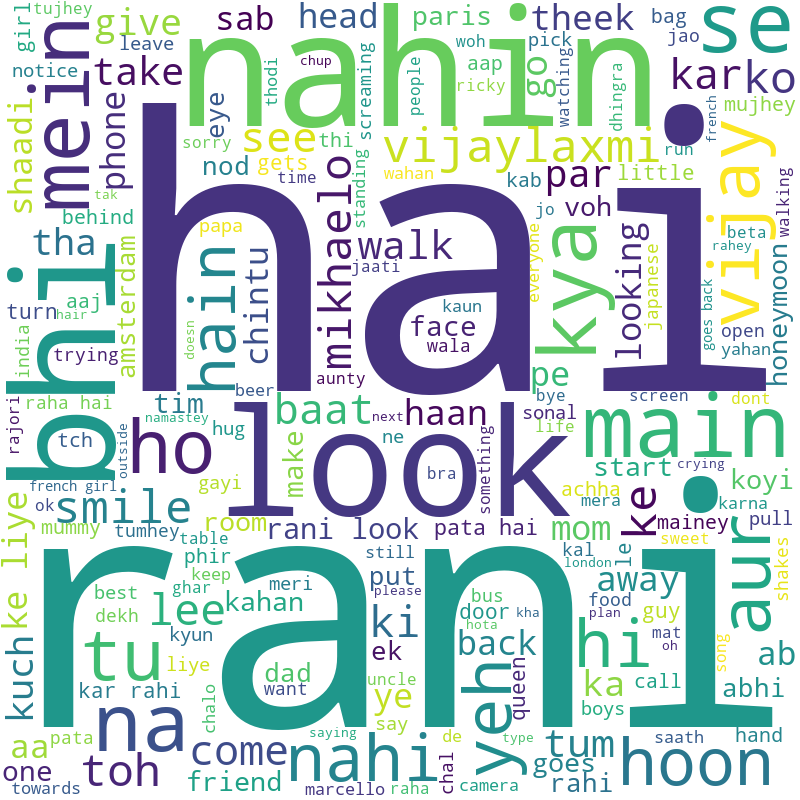 tujhey
girl
give
sab
head
paris
theek
bag
se
leave
nahin
woh
pick
jao
notice
mein
take
eye
chup
thodi
screaming
people
aap
ricky
go
watching
dhingra
kar
ko
french
mujhey
shaadi
phone
see
sorry
thi
vijaylaxmi
run
nod
gets
time
wahan
kab
par
little
vijay
walking
tak
behind
hai
papa
standing
mikhaelo
walk
jo
voh
beta
rahey
tha
bhi
aaj
hair
amsterdam
hain
chintu
jaati
kaun
face
wala
everyone
kya
looking
japanese
goes back
honeymoon
open
yahan
turn
india
trying
doesn
aunty
rajori
raha hai
beer
tim
baat
haan
next
pe
bye
sonal
screen
dont
namastey
tch
ho
hug
look
ne
life
main
outside
french girl
ok
make
bra
something
start
crying
koyi
smile
gayi
achha
ke
karna
mera
mainey
pull
mummy
tumhey
room
rani look
pata hai
mom
ke liye
table
phir
still
kal
london
le
sweet
aur
shakes
rani
best
ghar
keep
meri
put
please
bus
door
kha
food
away
guy
plan
dekh
lee
kahan
ki
hota
back
mat
oh
song
kuch
tu
kyun
dad
ek
yeh
queen
hi
ab
kar rahi
liye
want
uncle
ye
ka
call
abhi
chalo
say
boys
aa
pata
na
saying
de
type
tum
saath
hand
one
toh
come
nahi
chal
goes
hoon
towards
friend
marcello
raha
camera
rahi